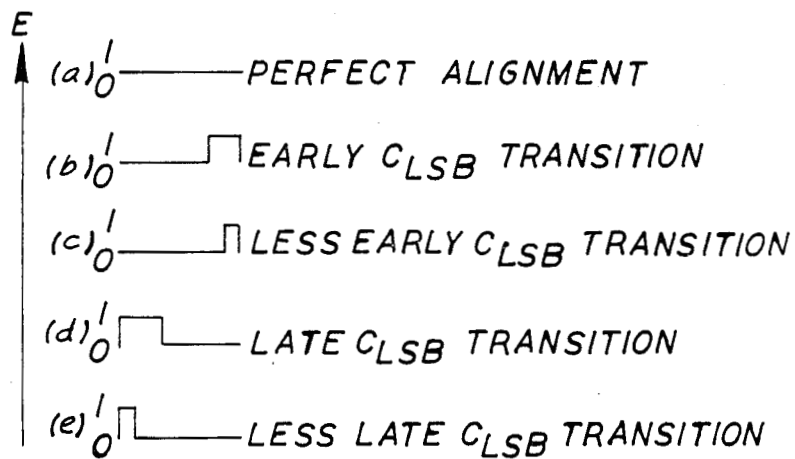 E
(a) 1 0 PERFECT ALIGNMENT
(b) 1 0 EARLY CLSB TRANSITION
(c) 1 0 LESS EARLY CLSB TRANSITION
(d) 1 0 LATE CLSB TRANSITION
(e) 1 0 LESS LATE CLSB TRANSITION